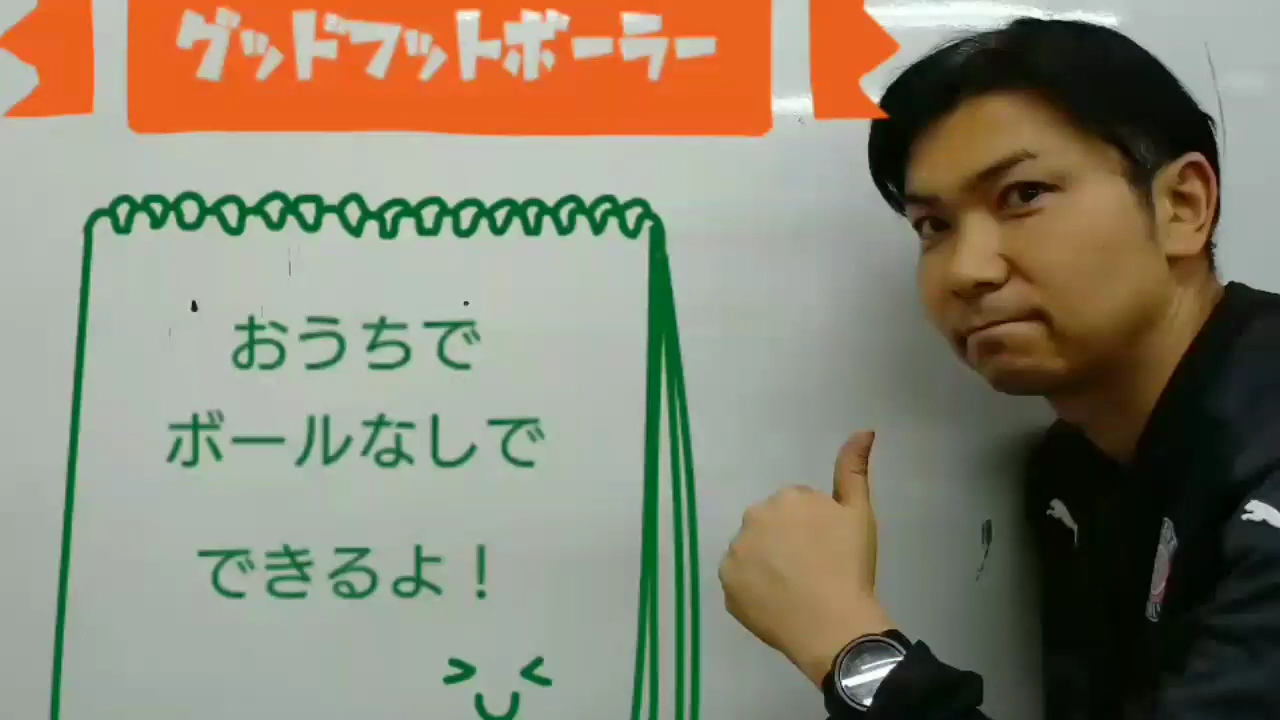 グッドフットボーラー
おうちで
ボールなしで
できるよ！